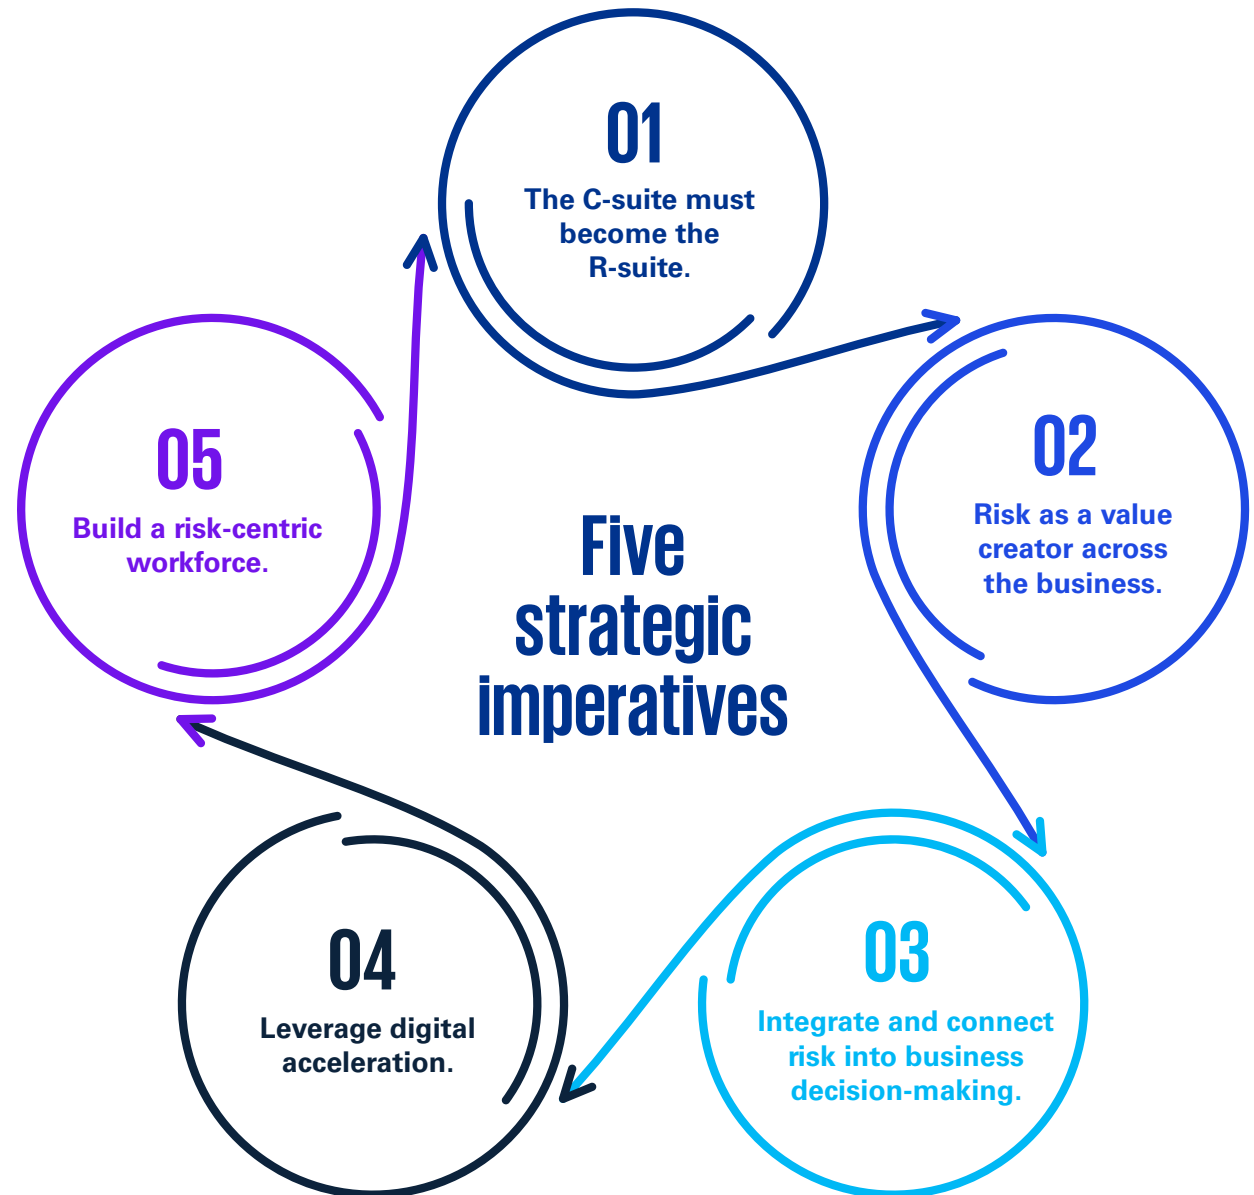 01
The C-suite must
become the
R-suite.
02
Risk as a value
creator across
the business.
05
Build a risk-centric
workforce.
Five
strategic
imperatives
03
Integrate and connect
risk into business
decision-making.
04
Leverage digital
acceleration.